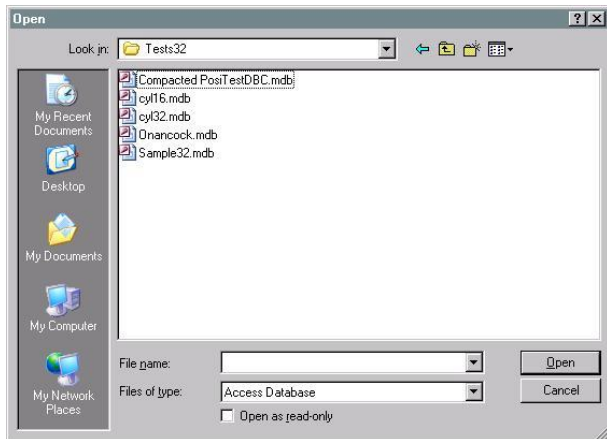 Open
Look in: Tests32
Compacted PosiTestDBC.mdb
cyl16.mdb
cyl32.mdb
Onancock.mdb
Sample32.mdb
My Recent
Documents
Desktop
My Documents
My Computer
My Network
Places
File name:
Open
Files of type: Access Database
Cancel
Open as read-only